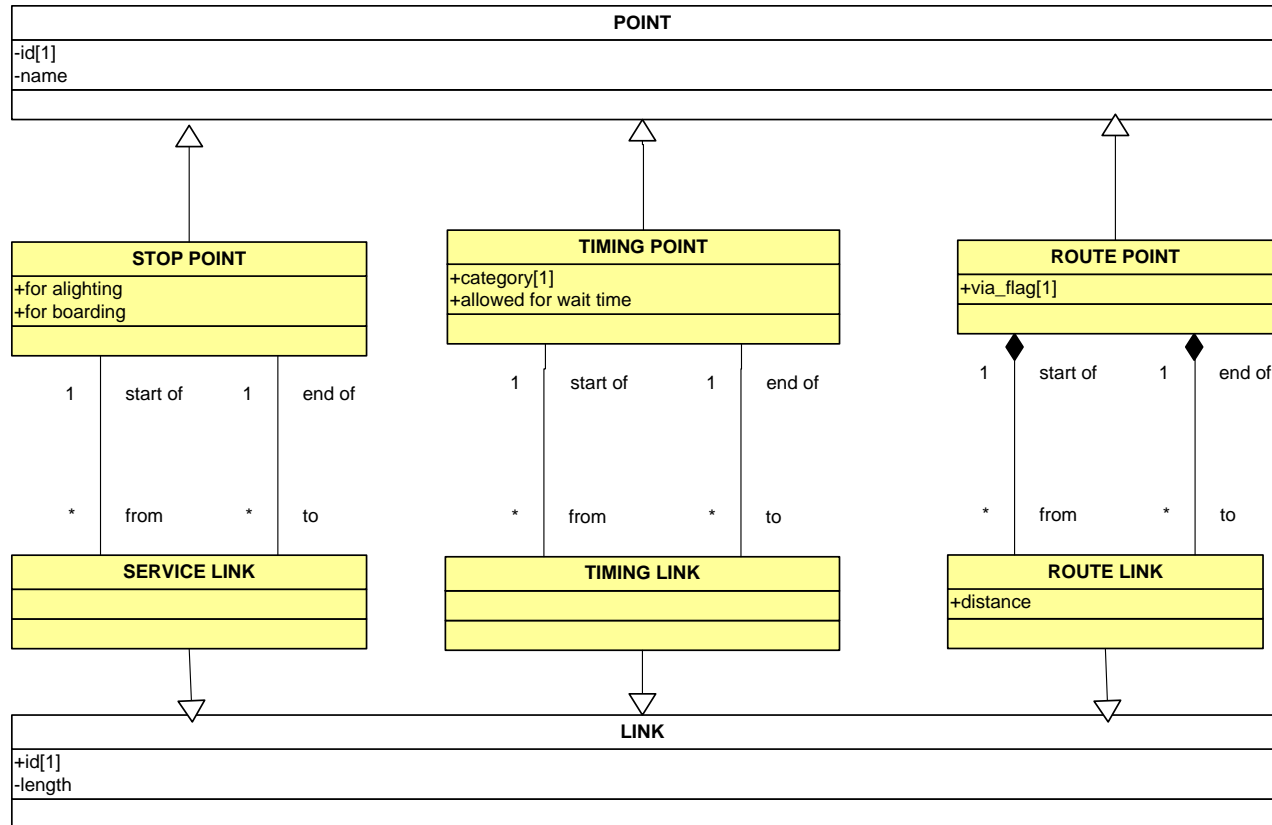 POINT
-id[1]
-name
STOP POINT
+for alighting
+for boarding
TIMING POINT
+category[1]
+allowed for wait time
ROUTE POINT
+via_flag[1]
1 start of 1 end of
1 start of 1 end of
1 start of 1 end of
* from * to
* from * to
* from * to
SERVICE LINK
TIMING LINK
ROUTE LINK
+distance
LINK
+id[1]
-length